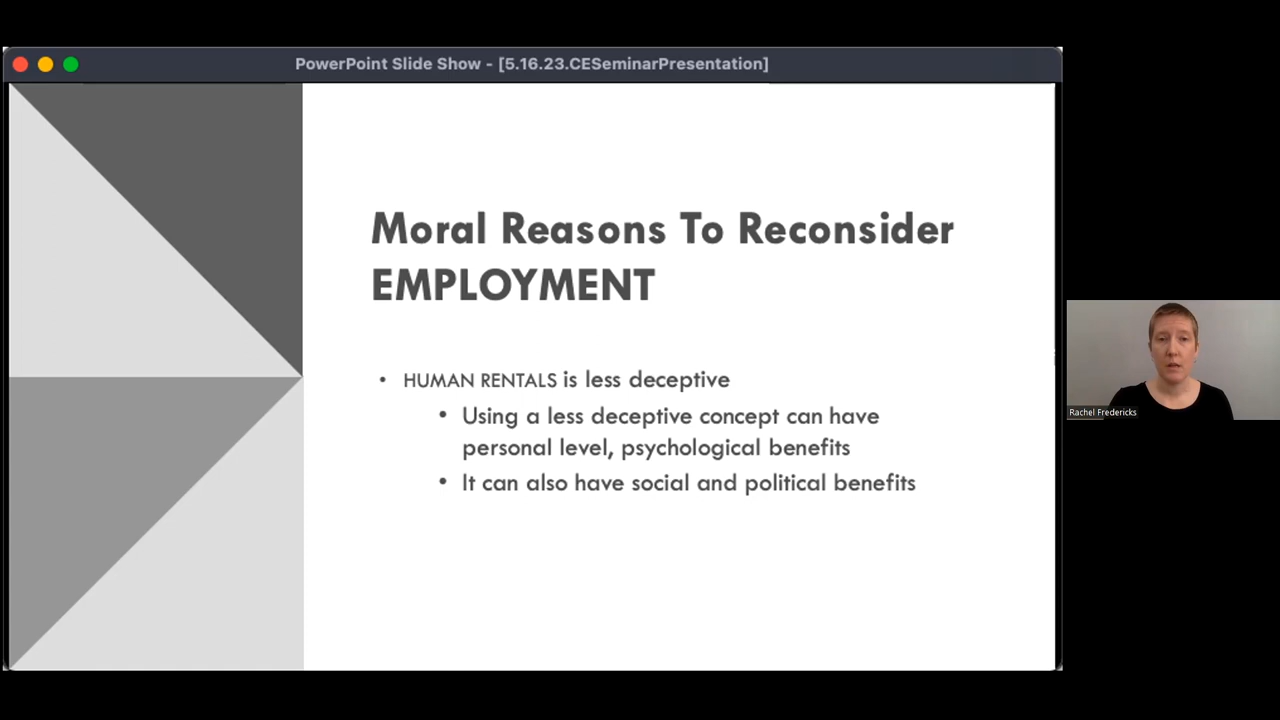 PowerPoint Slide Show - [5.16.23.CESeminarPresentation]
Moral Reasons To Reconsider
EMPLOYMENT
• HUMAN RENTALS is less deceptive
• Using a less deceptive concept can have
personal level, psychological benefits
• It can also have social and political benefits
Rachel Fredericks